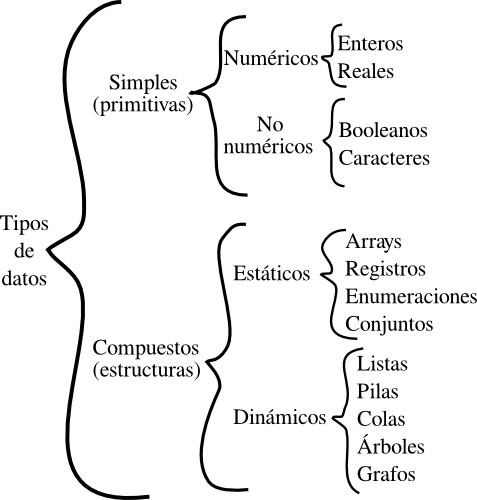 Tipos
de
datos
Simples
(primitivas)
Numéricos
Enteros
Reales
No
numéricos
Booleanos
Caracteres
Compuestos
(estructuras)
Estáticos
Arrays
Registros
Enumeraciones
Conjuntos
Dinámicos
Listas
Pilas
Colas
Árboles
Grafos